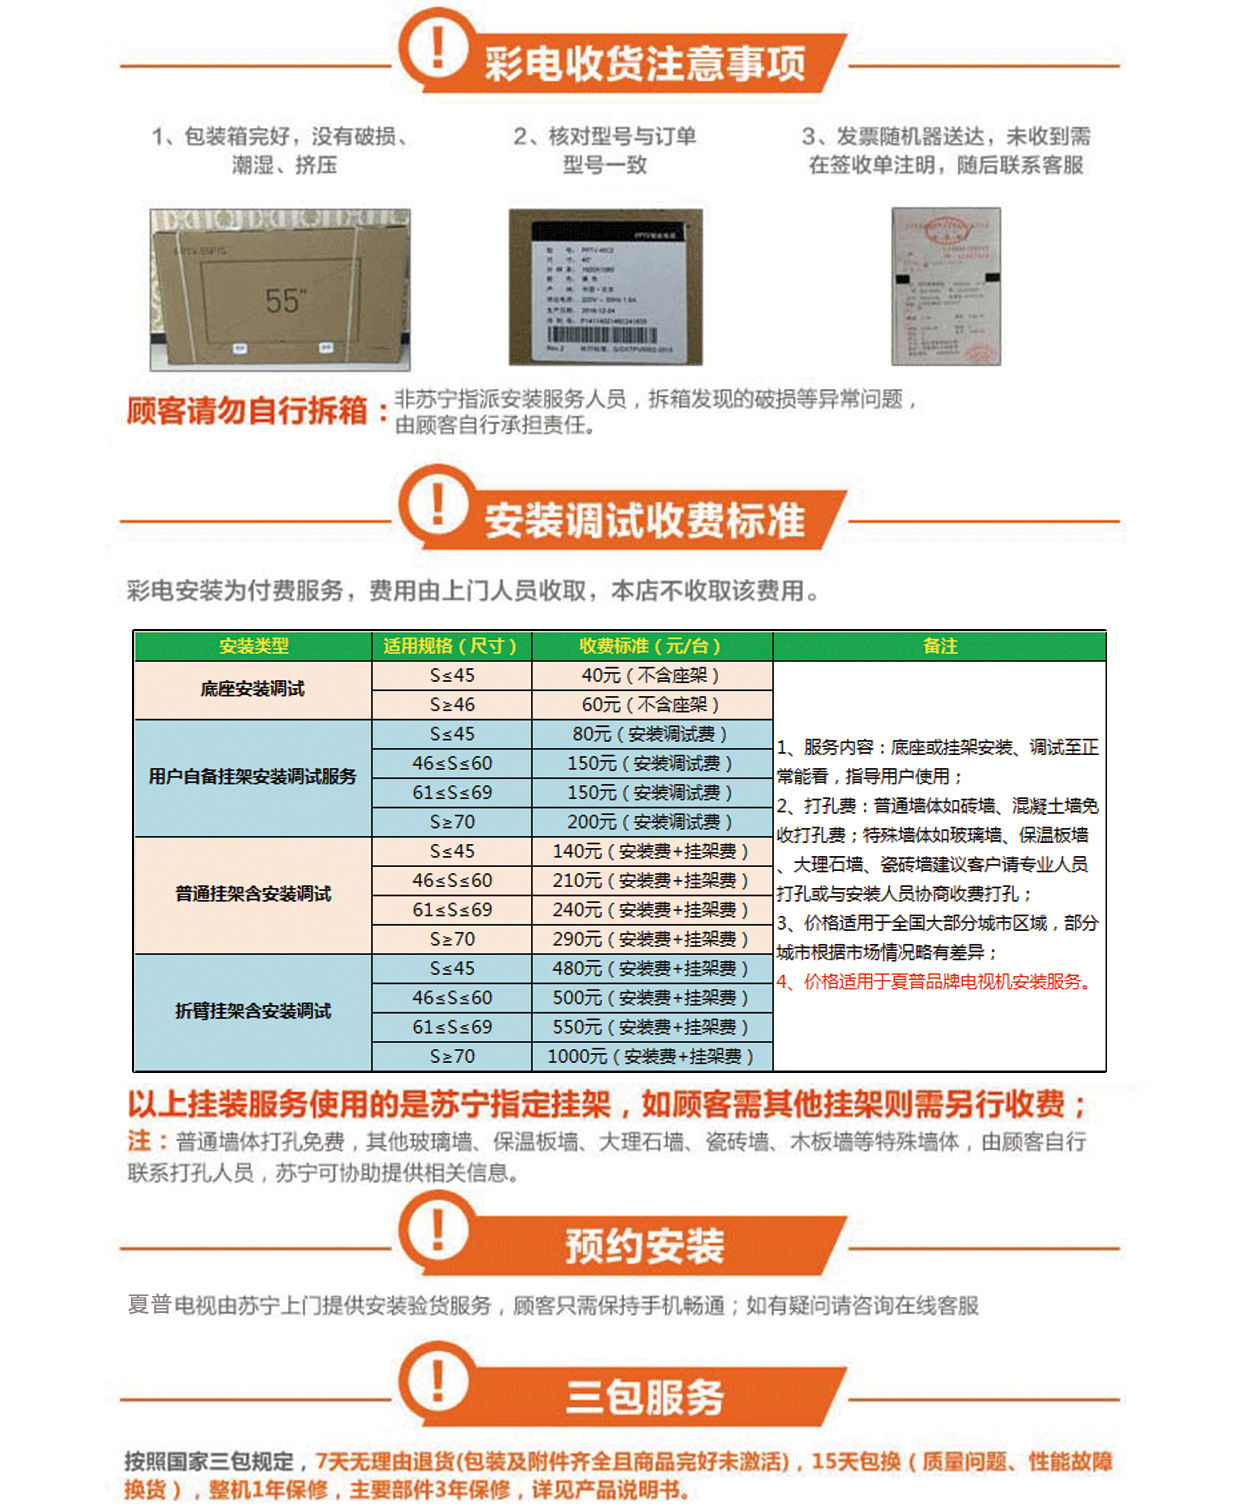 彩电收货注意事项
1、包装箱完好，没有破损、
潮湿、挤压
2、核对型号与订单
型号一致
3、发票随机器送达，未收到需
在签收单注明，随后联系客服
55"
顾客请勿自行拆箱：
非苏宁指派安装服务人员，拆箱发现的破损等异常问题，
由顾客自行承担责任。
安装调试收费标准
彩电安装为付费服务，费用由上门人员收取，本店不收取该费用。
安装类型 适用规格（尺寸） 收费标准（元/台） 备注
底座安装调试
S≤45 40元（不含座架）
S≥46 60元（不含座架）
用户自备挂架安装调试服务
S≤45 80元（安装调试费）
46≤S≤60 150元（安装调试费）
61≤S≤69 150元（安装调试费）
S≥70 200元（安装调试费）
普通挂架含安装调试
S≤45 140元（安装费+挂架费）
46≤S≤60 210元（安装费+挂架费）
61≤S≤69 240元（安装费+挂架费）
S≥70 290元（安装费+挂架费）
折臂挂架含安装调试
S≤45 480元（安装费+挂架费）
46≤S≤60 500元（安装费+挂架费）
61≤S≤69 550元（安装费+挂架费）
S≥70 1000元（安装费+挂架费）
1、服务内容：底座或挂架安装、调试至正
常能看，指导用户使用；
2、打孔费：普通墙体如砖墙、混凝土墙免
收打孔费；特殊墙体如玻璃墙、保温板墙
、大理石墙、瓷砖墙建议客户请专业人员
打孔或与安装人员协商收费打孔；
3、价格适用于全国大部分城市区域，部分
城市根据市场情况略有差异；
4、价格适用于夏普品牌电视机安装服务。
以上挂装服务使用的是苏宁指定挂架，如顾客需其他挂架则需另行收费；
注：普通墙体打孔免费，其他玻璃墙、保温板墙、大理石墙、瓷砖墙、木板墙等特殊墙体，由顾客自行
联系打孔人员，苏宁可协助提供相关信息。
预约安装
夏普电视由苏宁上门提供安装验货服务，顾客只需保持手机畅通；如有疑问请咨询在线客服
三包服务
按照国家三包规定，7天无理由退货(包装及附件齐全且商品完好未激活)，15天包换（质量问题、性能故障
换货），整机1年保修，主要部件3年保修，详见产品说明书。